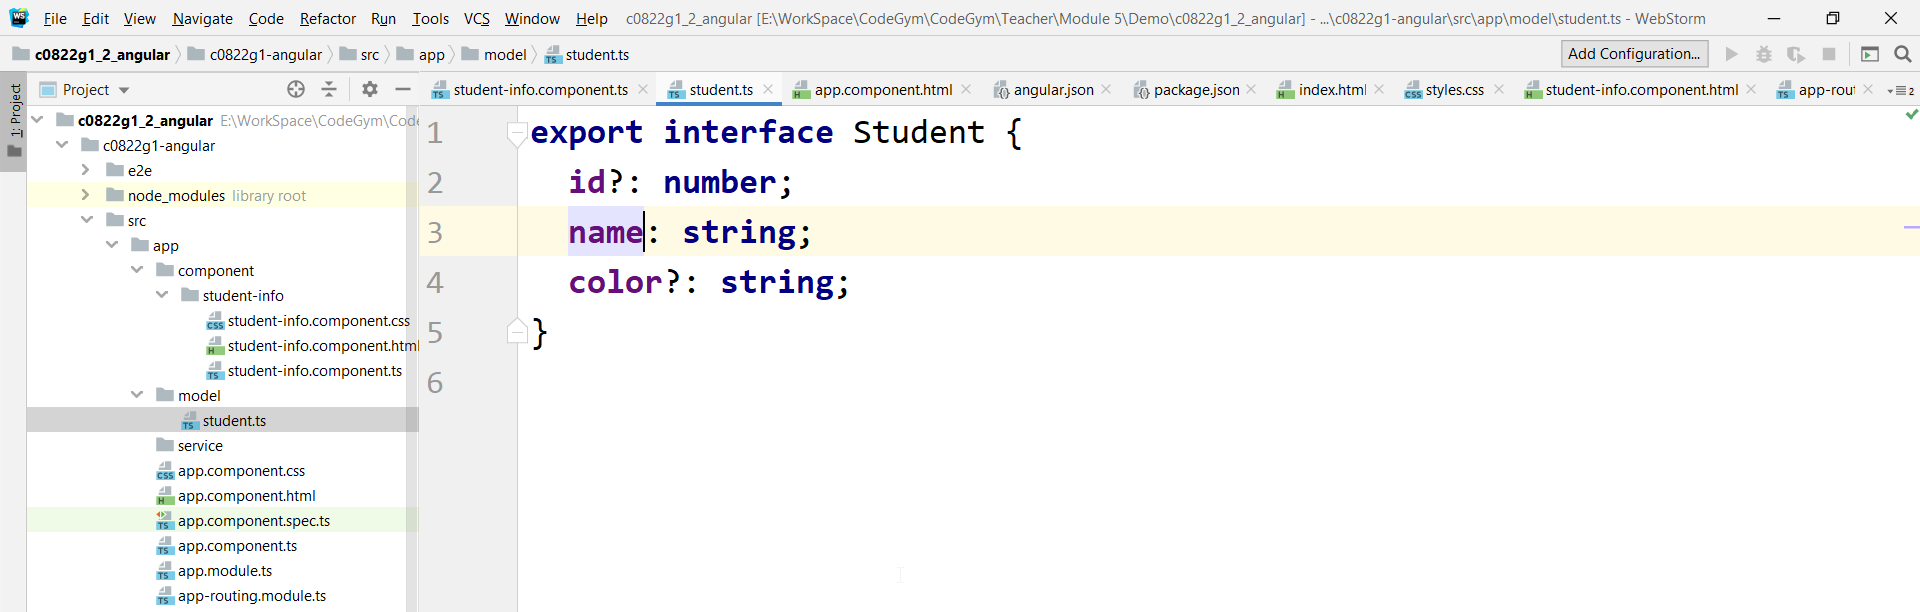 File Edit View Navigate Code Refactor Run Tools VCS Window Help c0822g1_2_angular [E:\WorkSpace\CodeGym\CodeGym\Teacher\Module 5\Demo\c0822g1_2_angular] - ...\c0822g1-angular\src\app\model\student.ts - WebStorm
c0822g1_2_angular c0822g1-angular src app model student.ts Add Configuration...
1: Project
Project student-info.component.ts student.ts app.component.html angular.json package.json index.html styles.css student-info.component.html app-rout 2
c0822g1_2_angular E:\WorkSpace\CodeGym\Code
c0822g1-angular
e2e
node_modules library root
src
app
component
student-info
student-info.component.css
student-info.component.html
student-info.component.ts
model
student.ts
service
app.component.css
app.component.html
app.component.spec.ts
app.component.ts
app.module.ts
app-routing.module.ts
1 export interface Student {
2 id?: number;
3 name: string;
4 color?: string;
5 }
6